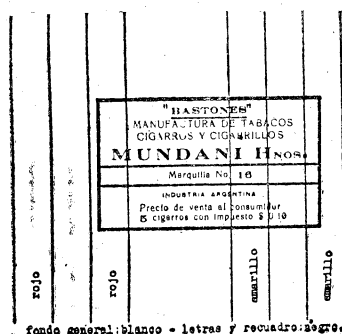 "BASTONES"
MANUFACTURA DE TABACOS
CIGARROS Y CIGARRILLOS
MUNDANI HNOS.
Marquilla No. 16
INDUSTRIA ARGENTINA
Precio de venta al consumidor
5 cigarros con impuesto $ 0.10
rojo
rojo
amarillo
amarillo
fondo general:blanco - letras y recuadro:negro.